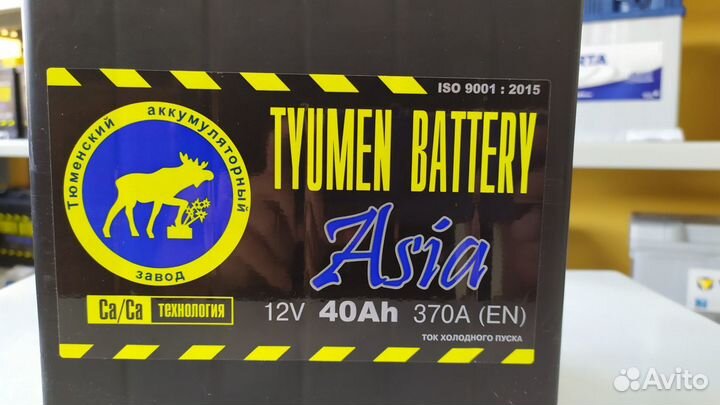 ISO 9001 : 2015
Тюменский аккумуляторный
завод
TYUMEN BATTERY
Asia
Ca/Ca технология
12V 40Ah 370A (EN)
ТОК ХОЛОДНОГО ПУСКА
Avito